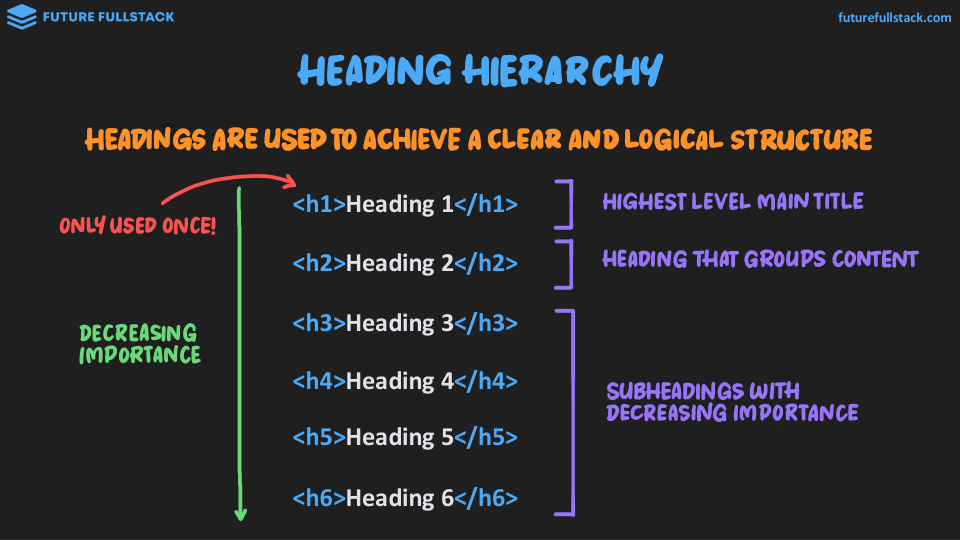 FUTURE FULLSTACK
futurefullstack.com
HEADING HIERARCHY
HEADINGS ARE USED TO ACHIEVE A CLEAR AND LOGICAL STRUCTURE
ONLY USED ONCE!
<h1>Heading 1</h1>
HIGHEST LEVEL MAIN TITLE
<h2>Heading 2</h2>
HEADING THAT GROUPS CONTENT
DECREASING
IMPORTANCE
<h3>Heading 3</h3>
<h4>Heading 4</h4>
<h5>Heading 5</h5>
<h6>Heading 6</h6>
SUBHEADINGS WITH
DECREASING IMPORTANCE